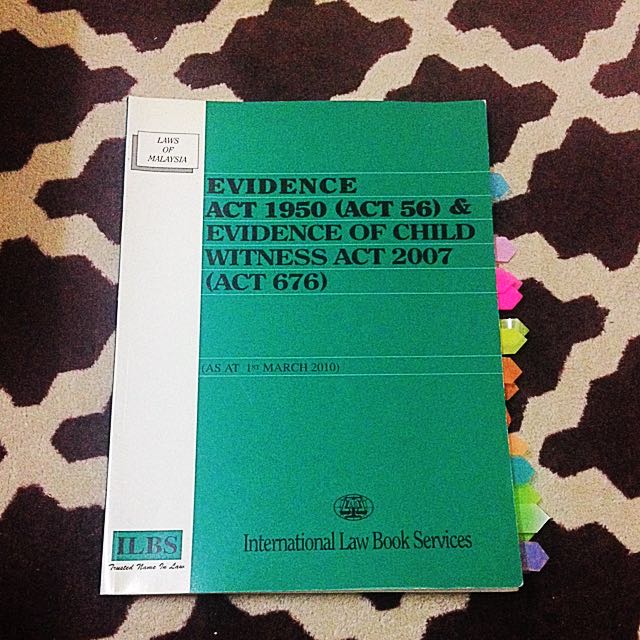 LAWS
OF
MALAYSIA
EVIDENCE
ACT 1950 (ACT 56) &
EVIDENCE OF CHILD
WITNESS ACT 2007
(ACT 676)
(AS AT 1ST MARCH 2010)
International Law Book Services
ILBS
Trusted Name In Law